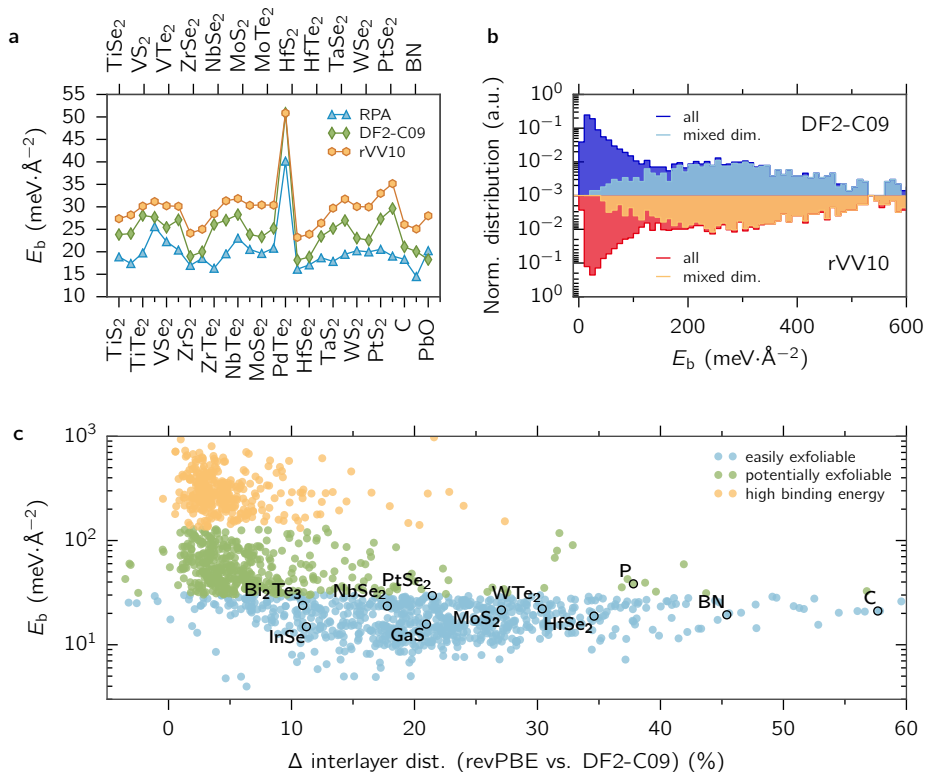 a
TiSe2 VS2 VTe2 ZrSe2 NbSe2 MoS2 MoTe2 HfS2 HfTe2 TaSe2 WSe2 PtSe2 BN
55
50
45
40
35
30
25
20
15
10
Eb (meV·Å−2)
RPA
DF2-C09
rVV10
TiS2 TiTe2 VSe2 ZrS2 ZrTe2 NbTe2 MoSe2 PdTe2 HfSe2 TaS2 WS2 PtS2 C PbO
b
Norm. distribution (a.u.)
10^0
10^−1
10^−2
10^−3
10^−2
10^−1
10^0
all
mixed dim.
DF2-C09
all
mixed dim.
rVV10
0 200 400 600
Eb (meV·Å−2)
c
10^3
10^2
10^1
Eb (meV·Å−2)
easily exfoliable
potentially exfoliable
high binding energy
Bi2Te3
InSe
NbSe2
PtSe2
GaS
MoS2
WTe2
HfSe2
P
BN
C
0 10 20 30 40 50 60
Δ interlayer dist. (revPBE vs. DF2-C09) (%)